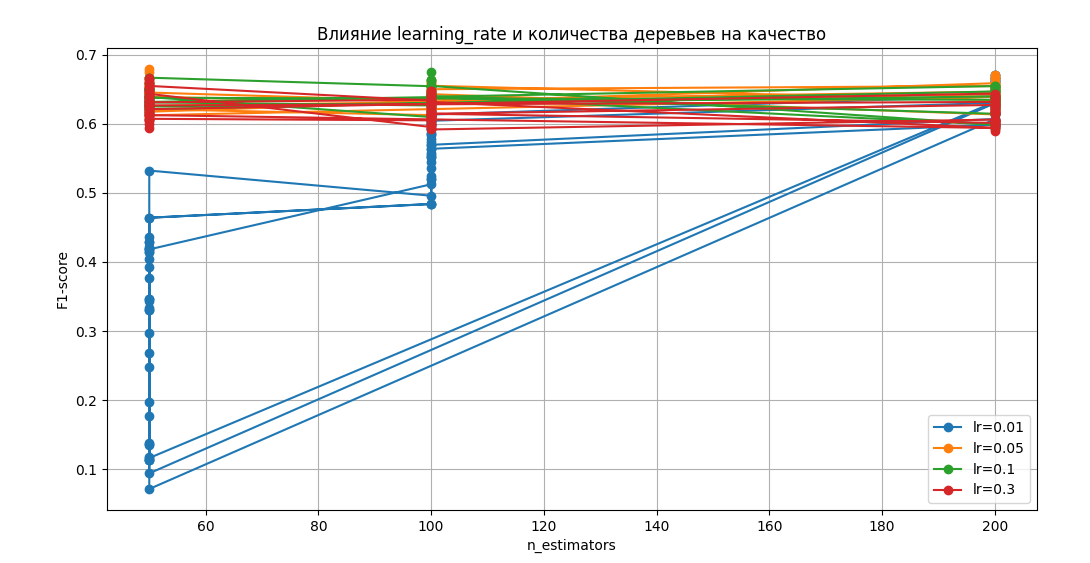 Влияние learning_rate и количества деревьев на качество
F1-score
0.7
0.6
0.5
0.4
0.3
0.2
0.1
60
80
100
120
140
160
180
200
n_estimators
lr=0.01
lr=0.05
lr=0.1
lr=0.3